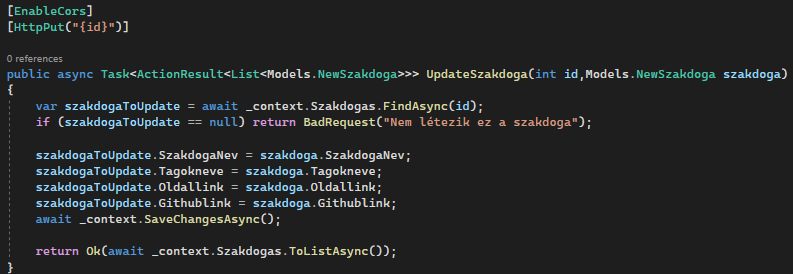 [EnableCors]
[HttpPut("{id}")]
0 references
public async Task<ActionResult<List<Models.NewSzakdoga>>> UpdateSzakdoga(int id,Models.NewSzakdoga szakdoga)
{
var szakdogaToUpdate = await _context.Szakdogas.FindAsync(id);
if (szakdogaToUpdate == null) return BadRequest("Nem létezik ez a szakdoga");
szakdogaToUpdate.SzakdogaNev = szakdoga.SzakdogaNev;
szakdogaToUpdate.Tagokneve = szakdoga.Tagokneve;
szakdogaToUpdate.Oldallink = szakdoga.Oldallink;
szakdogaToUpdate.Githublink = szakdoga.Githublink;
await _context.SaveChangesAsync();
return Ok(await _context.Szakdogas.ToListAsync());
}